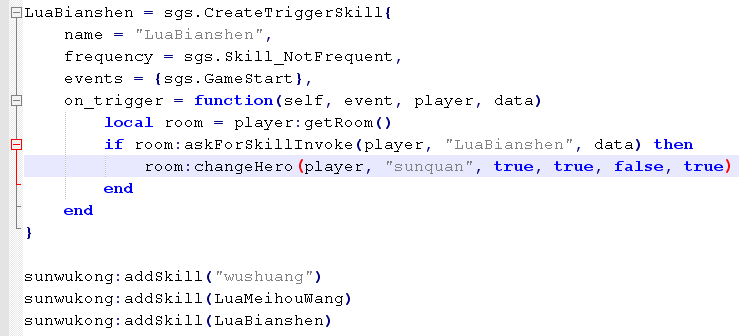 LuaBianshen = sgs.CreateTriggerSkill{
    name = "LuaBianshen",
    frequency = sgs.Skill_NotFrequent,
    events = {sgs.GameStart},
    on_trigger = function(self, event, player, data)
        local room = player:getRoom()
        if room:askForSkillInvoke(player, "LuaBianshen", data) then
            room:changeHero(player, "sunquan", true, true, false, true)
        end
    end
}
sunwukong:addSkill("wushuang")
sunwukong:addSkill(LuaMeihouWang)
sunwukong:addSkill(LuaBianshen)